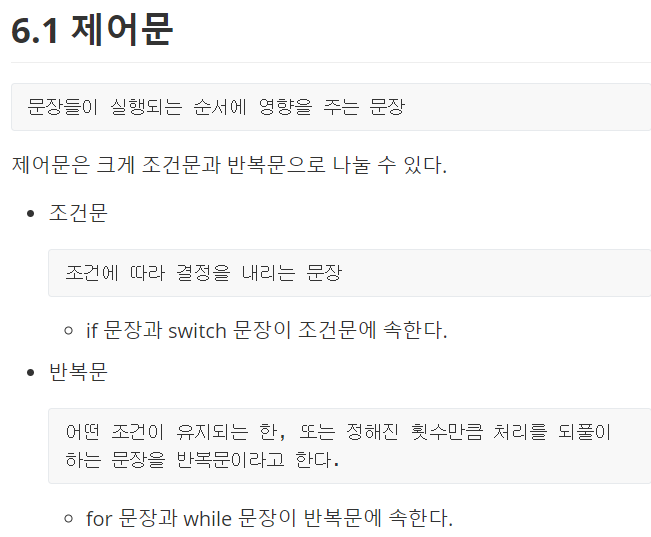 6.1 제어문
문장들이 실행되는 순서에 영향을 주는 문장
제어문은 크게 조건문과 반복문으로 나눌 수 있다.
조건문
조건에 따라 결정을 내리는 문장
if 문장과 switch 문장이 조건문에 속한다.
반복문
어떤 조건이 유지되는 한, 또는 정해진 횟수만큼 처리를 되풀이
하는 문장을 반복문이라고 한다.
for 문장과 while 문장이 반복문에 속한다.